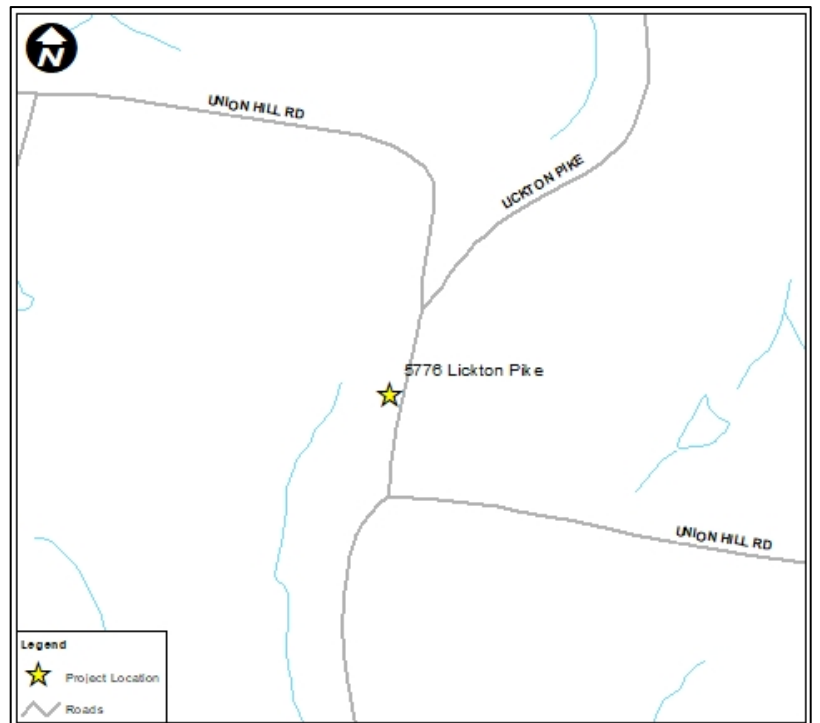 N
UNION HILL RD
LICKTON PIKE
5776 Lickton Pike
UNION HILL RD
Legend
Project Location
Roads